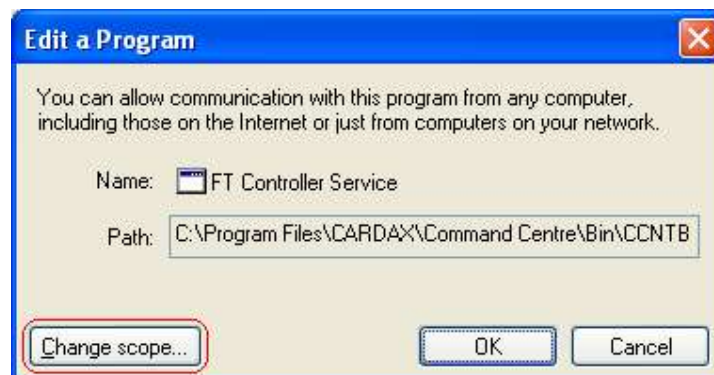 Edit a Program
You can allow communication with this program from any computer,
including those on the Internet or just from computers on your network.
Name: FT Controller Service
Path: C:\Program Files\CARDAX\Command Centre\Bin\CCNTB
Change scope... OK Cancel